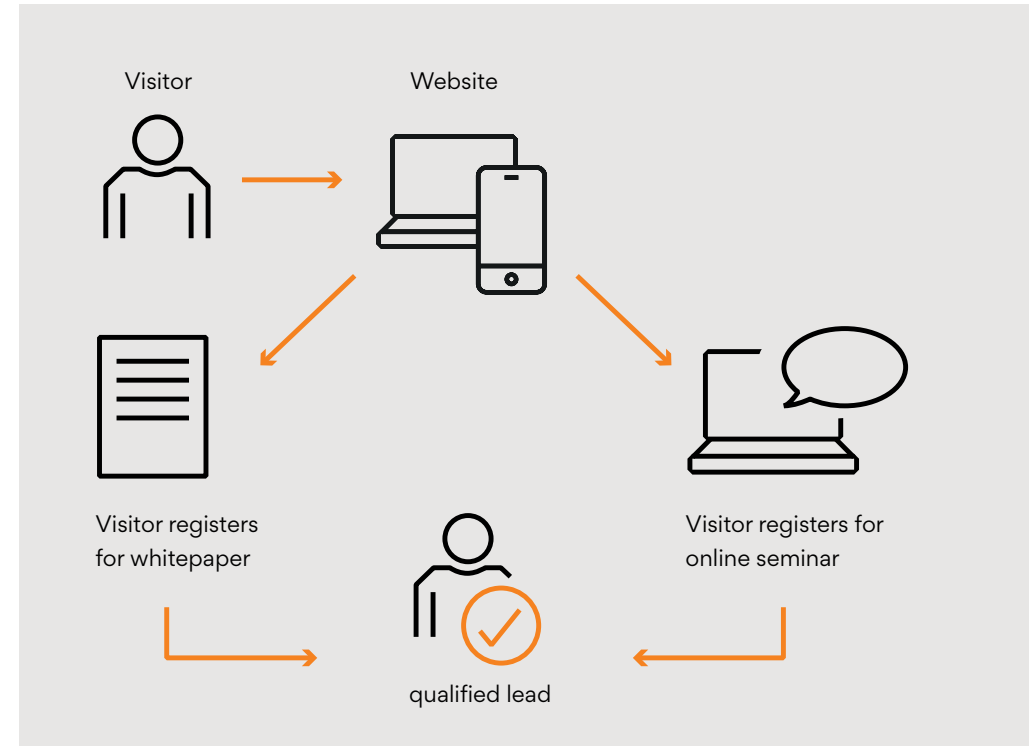 Visitor
Website
Visitor registers
for whitepaper
Visitor registers for
online seminar
qualified lead